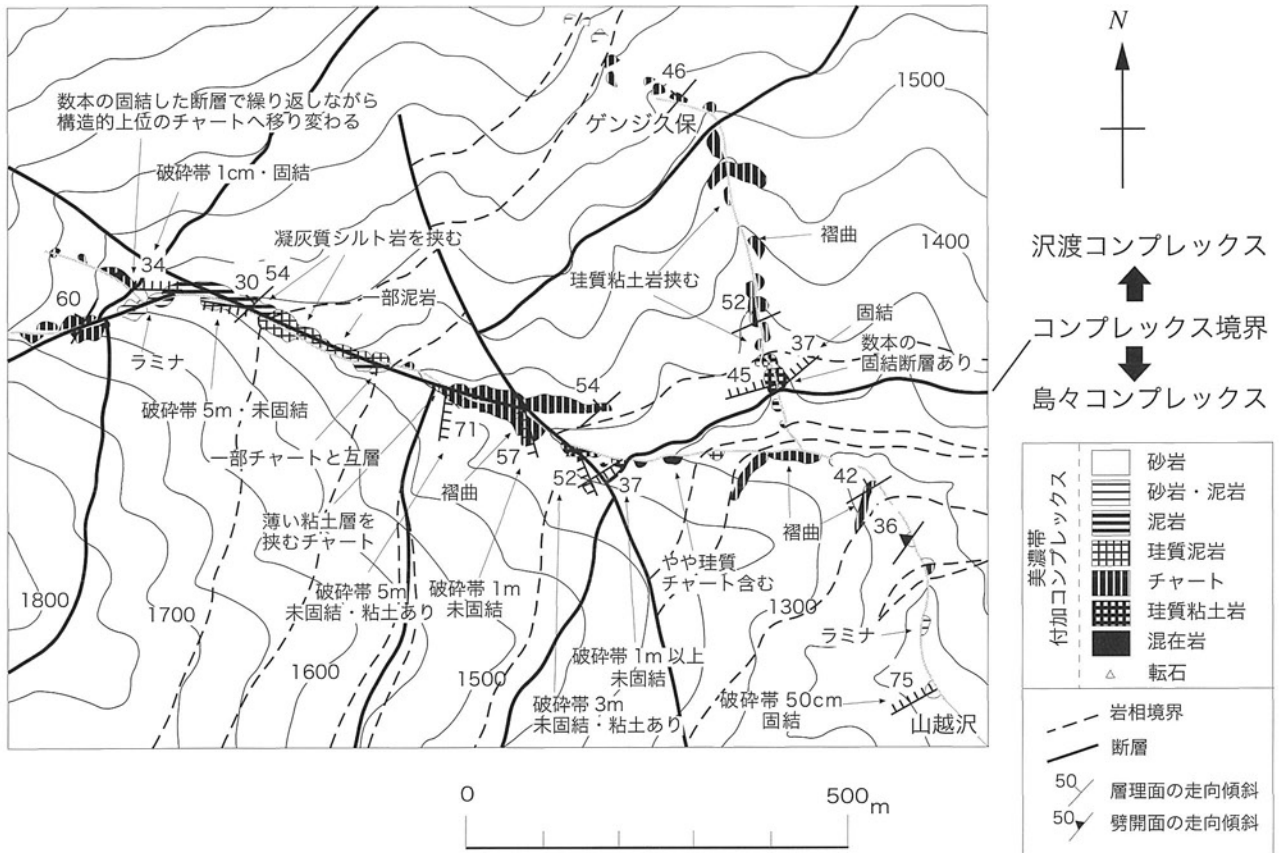 数本の固結した断層で繰り返しながら
構造的上位のチャートへ移り変わる
46
ゲンジ久保
1500
N
破砕帯 1cm・固結
凝灰質シルト岩を挟む
褶曲
1400
沢渡コンプレックス
34
30
54
珪質粘土岩挟む
一部泥岩
60
52
固結
コンプレックス境界
数本の
固結断層あり
37
ラミナ
45
54
島々コンプレックス
破砕帯 5m・未固結
71
一部チャートと互層
57
褶曲
52
37
42
薄い粘土層を
挟むチャート
褶曲
36
やや珪質
チャート含む
破砕帯 5m
未固結・粘土あり
破砕帯 1m
未固結
1800
1700
1300
ラミナ
1600
1500
破砕帯 1m 以上
未固結
破砕帯 3m
未固結・粘土あり
破砕帯 50cm
固結
75
山越沢
美濃帯
付加コンプレックス
砂岩
砂岩・泥岩
泥岩
珪質泥岩
チャート
珪質粘土岩
混在岩
転石
岩相境界
断層
50
層理面の走向傾斜
50
劈開面の走向傾斜
0
500m